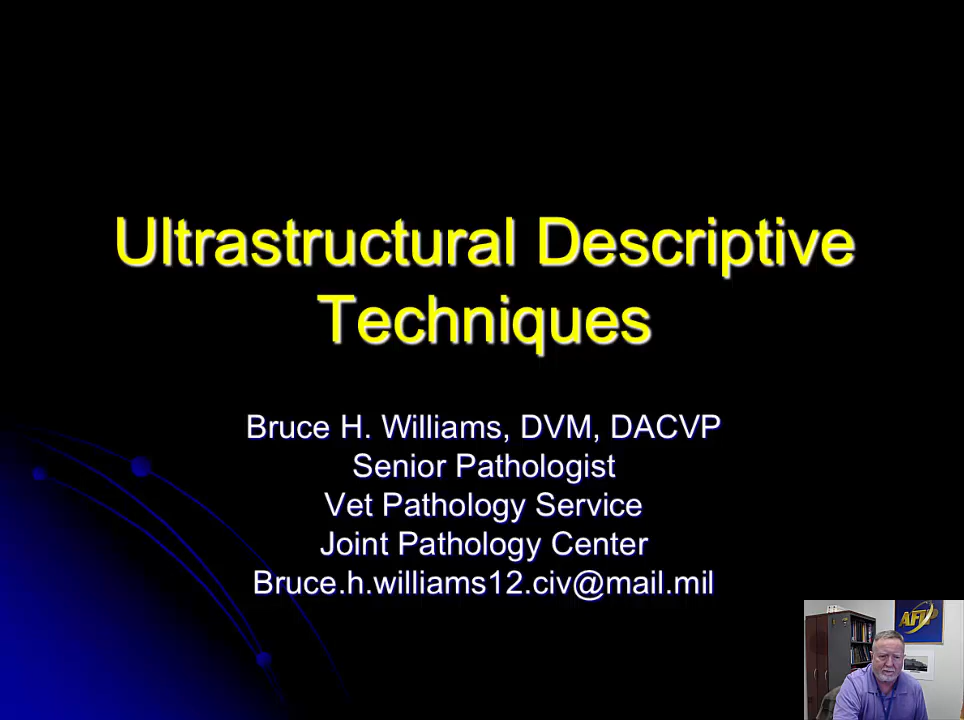 Ultrastructural Descriptive
Techniques
Bruce H. Williams, DVM, DACVP
Senior Pathologist
Vet Pathology Service
Joint Pathology Center
Bruce.h.williams12.civ@mail.mil
AFIP